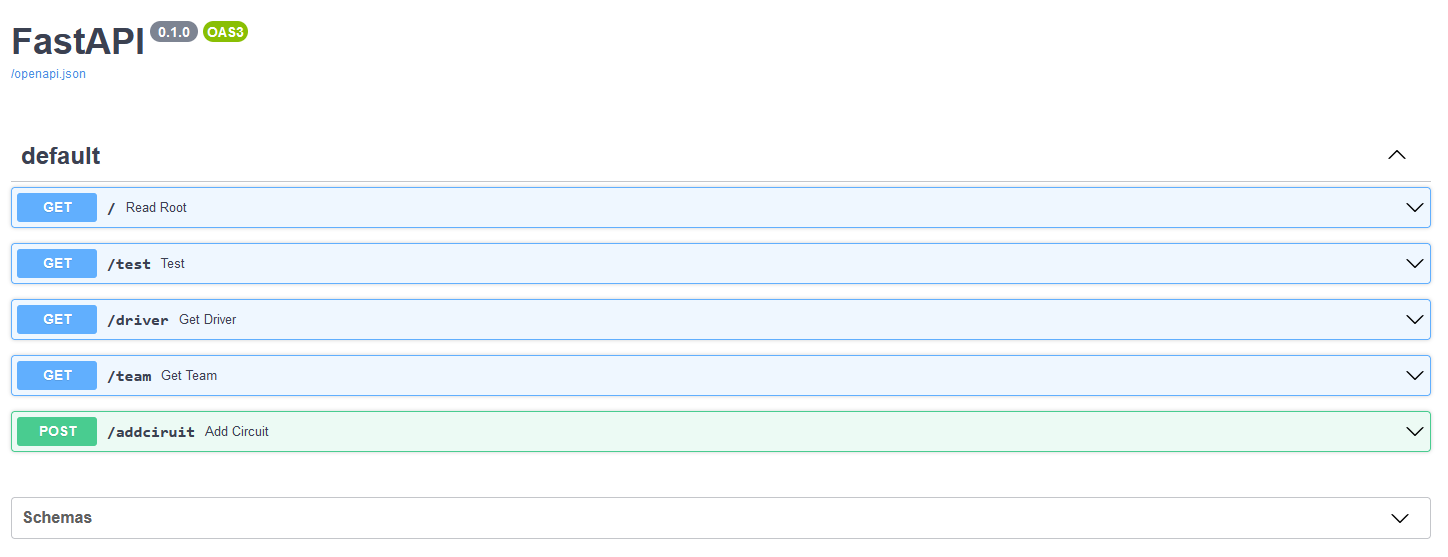 FastAPI 0.1.0 OAS3
/openapi.json
default
GET / Read Root
GET /test Test
GET /driver Get Driver
GET /team Get Team
POST /addciruit Add Circuit
Schemas